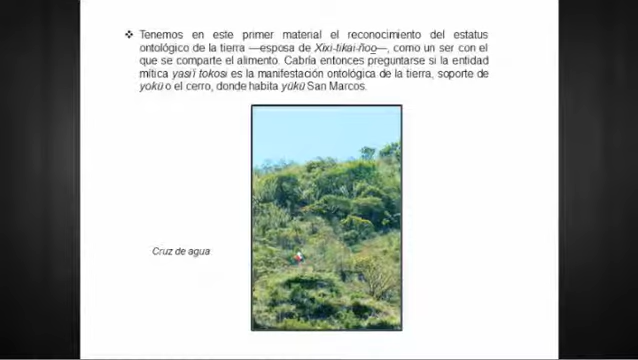 ❖ Tenemos en este primer material el reconocimiento del estatus
ontológico de la tierra —esposa de Xixi-tikai-ñoo—, como un ser con el
que se comparte el alimento. Cabría entonces preguntarse si la entidad
mítica yasi'i tokosi es la manifestación ontológica de la tierra, soporte de
yokū o el cerro, donde habita yūkū San Marcos.
Cruz de agua